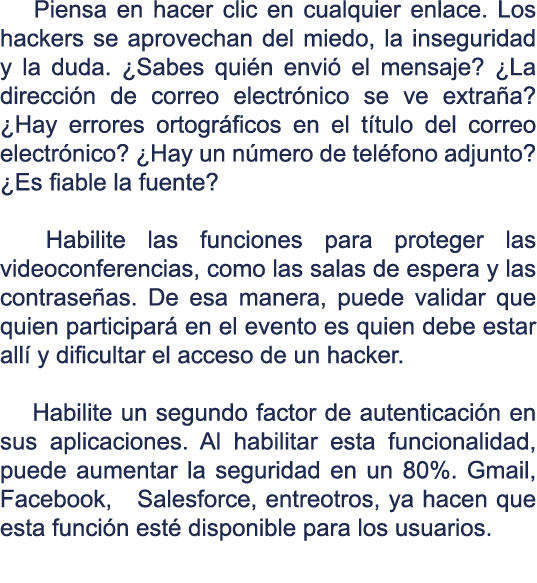 Piensa en hacer clic en cualquier enlace. Los
hackers se aprovechan del miedo, la inseguridad
y la duda. ¿Sabes quién envió el mensaje? ¿La
dirección de correo electrónico se ve extraña?
¿Hay errores ortográficos en el título del correo
electrónico? ¿Hay un número de teléfono adjunto?
¿Es fiable la fuente?
Habilite las funciones para proteger las
videoconferencias, como las salas de espera y las
contraseñas. De esa manera, puede validar que
quien participará en el evento es quien debe estar
allí y dificultar el acceso de un hacker.
Habilite un segundo factor de autenticación en
sus aplicaciones. Al habilitar esta funcionalidad,
puede aumentar la seguridad en un 80%. Gmail,
Facebook, Salesforce, entreotros, ya hacen que
esta función esté disponible para los usuarios.